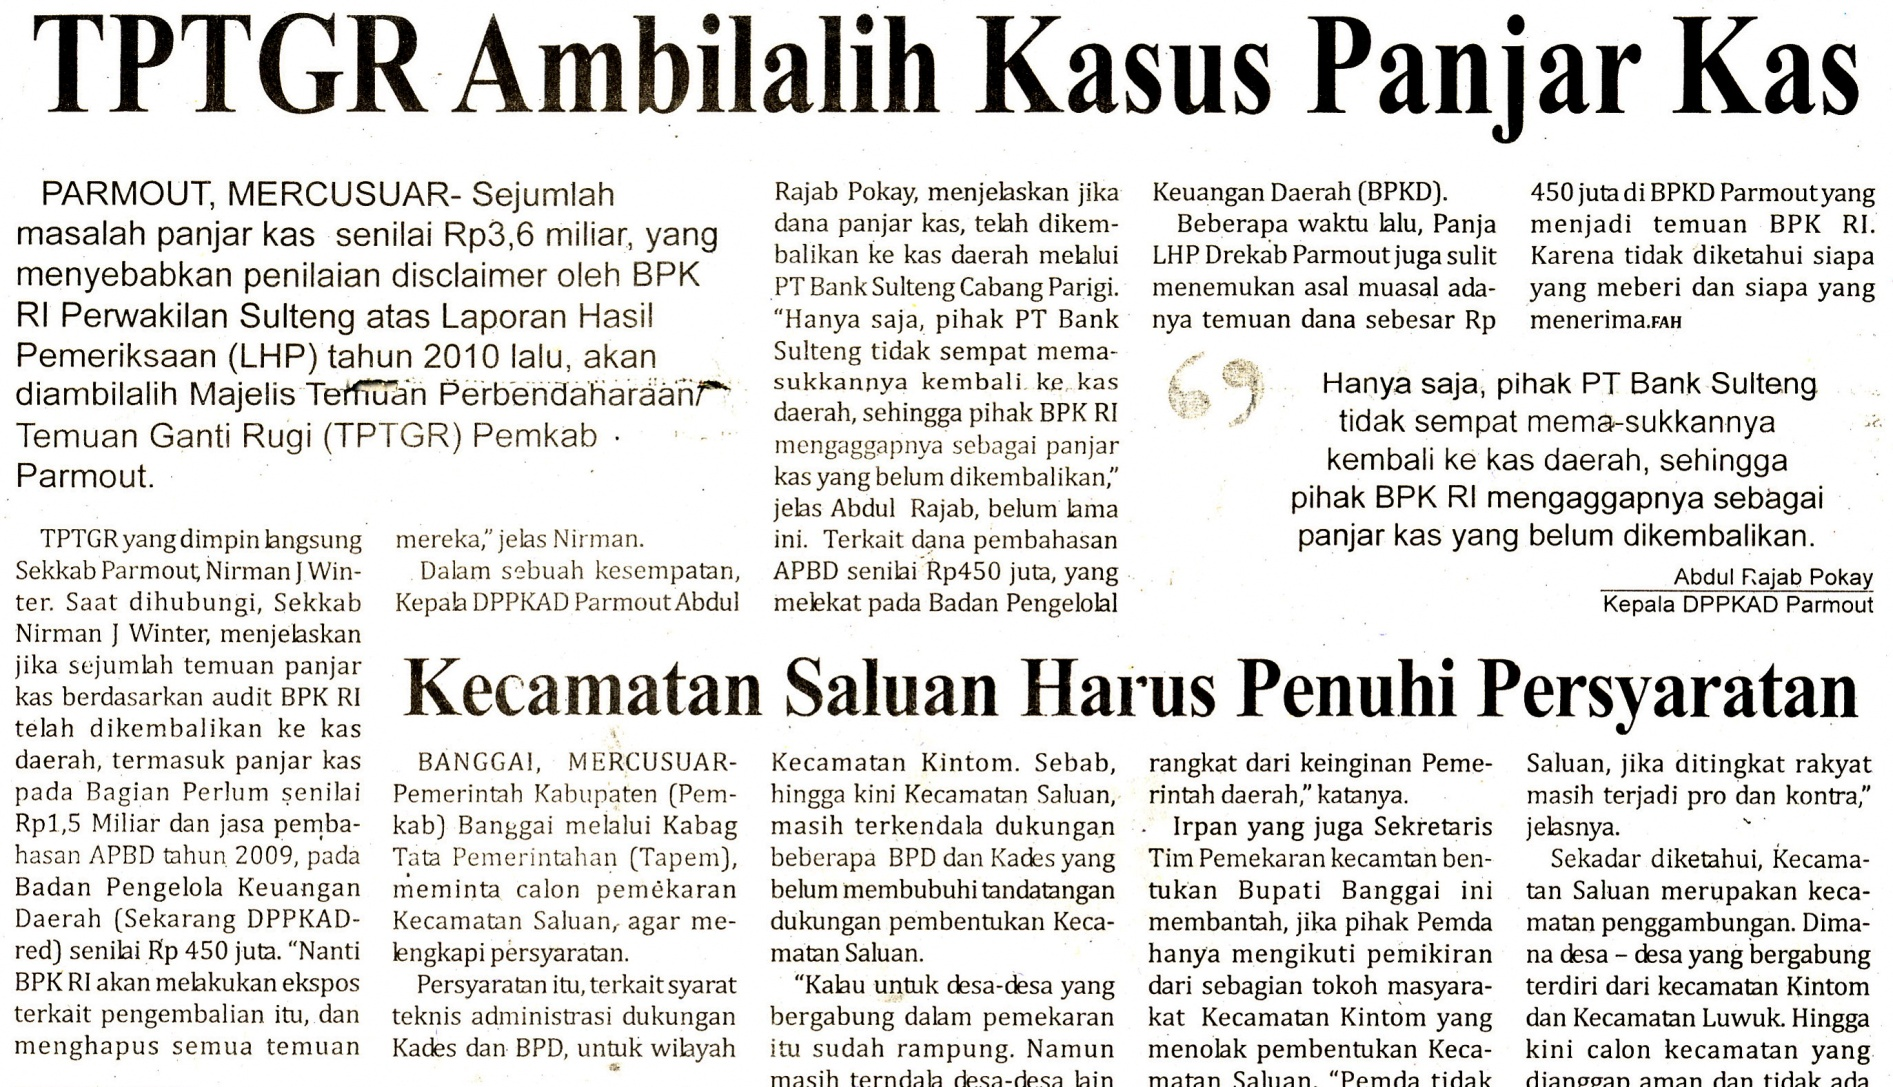 TPTGR Ambilalih Kasus Panjar Kas
PARMOUT, MERCUSUAR- Sejumlah
masalah panjar kas senilai Rp3,6 miliar, yang
menyebabkan penilaian disclaimer oleh BPK
RI Perwakilan Sulteng atas Laporan Hasil
Pemeriksaan (LHP) tahun 2010 lalu, akan
diambilalih Majelis Temuan Perbendaharaan/
Temuan Ganti Rugi (TPTGR) Pemkab
Parmout.
TPTGR yang dimpin langsung
Sekkab Parmout, Nirman J Win-
ter. Saat dihubungi, Sekkab
Nirman J Winter, menjelaskan
jika sejumlah temuan panjar
kas berdasarkan audit BPK RI
telah dikembalikan ke kas
daerah, termasuk panjar kas
pada Bagian Perlum senilai
Rp1,5 Miliar dan jasa pemba-
hasan APBD tahun 2009, pada
Badan Pengelola Keuangan
Daerah (Sekarang DPPKAD-
red) senilai Rp 450 juta. “Nanti
BPK RI akan melakukan ekspos
terkait pengembalian itu, dan
menghapus semua temuan
mereka,” jelas Nirman.
Dalam sebuah kesempatan,
Kepala DPPKAD Parmout Abdul
Rajab Pokay, menjelaskan jika
dana panjar kas, telah dikem-
balikan ke kas daerah melalui
PT Bank Sulteng Cabang Parigi.
“Hanya saja, pihak PT Bank
Sulteng tidak sempat mema-
sukkannya kembali ke kas
daerah, sehingga pihak BPK RI
mengaggapnya sebagai panjar
kas yang belum dikembalikan,”
jelas Abdul Rajab, belum lama
ini. Terkait dana pembahasan
APBD senilai Rp450 juta, yang
melekat pada Badan Pengelolal
Keuangan Daerah (BPKD).
Beberapa waktu lalu, Panja
LHP Drekab Parmout juga sulit
menemukan asal muasal ada-
nya temuan dana sebesar Rp
450 juta di BPKD Parmout yang
menjadi temuan BPK RI.
Karena tidak diketahui siapa
yang meberi dan siapa yang
menerima.FAH
Hanya saja, pihak PT Bank Sulteng
tidak sempat mema-sukkannya
kembali ke kas daerah, sehingga
pihak BPK RI mengaggapnya sebagai
panjar kas yang belum dikembalikan.
Abdul Rajab Pokay
Kepala DPPKAD Parmout
Kecamatan Saluan Harus Penuhi Persyaratan
BANGGAI, MERCUSUAR-
Pemerintah Kabupaten (Pem-
kab) Banggai melalui Kabag
Tata Pemerintahan (Tapem),
meminta calon pemekaran
Kecamatan Saluan, agar me-
lengkapi persyaratan.
Persyaratan itu, terkait syarat
teknis administrasi dukungan
Kades dan BPD, untuk wilayah
Kecamatan Kintom. Sebab,
hingga kini Kecamatan Saluan,
masih terkendala dukungan
beberapa BPD dan Kades yang
belum membubuhi tandatangan
dukungan pembentukan Keca-
matan Saluan.
“Kalau untuk desa-desa yang
bergabung dalam pemekaran
itu sudah rampung. Namun
masih terndala desa-desa lain
rangkat dari keinginan Peme-
rintah daerah,” katanya.
Irpan yang juga Sekretaris
Tim Pemekaran kecamtan ben-
tukan Bupati Banggai ini
membantah, jika pihak Pemda
hanya mengikuti pemikiran
dari sebagian tokoh masyara-
kat Kecamatan Kintom yang
menolak pembentukan Keca-
matan Saluan. “Pemda tidak
Saluan, jika ditingkat rakyat
masih terjadi pro dan kontra,”
jelasnya.
Sekadar diketahui, Kecama-
tan Saluan merupakan keca-
matan penggambungan. Dima-
na desa – desa yang bergabung
terdiri dari kecamatan Kintom
dan Kecamatan Luwuk. Hingga
kini calon kecamatan yang
dianggap aman dan tidak ada